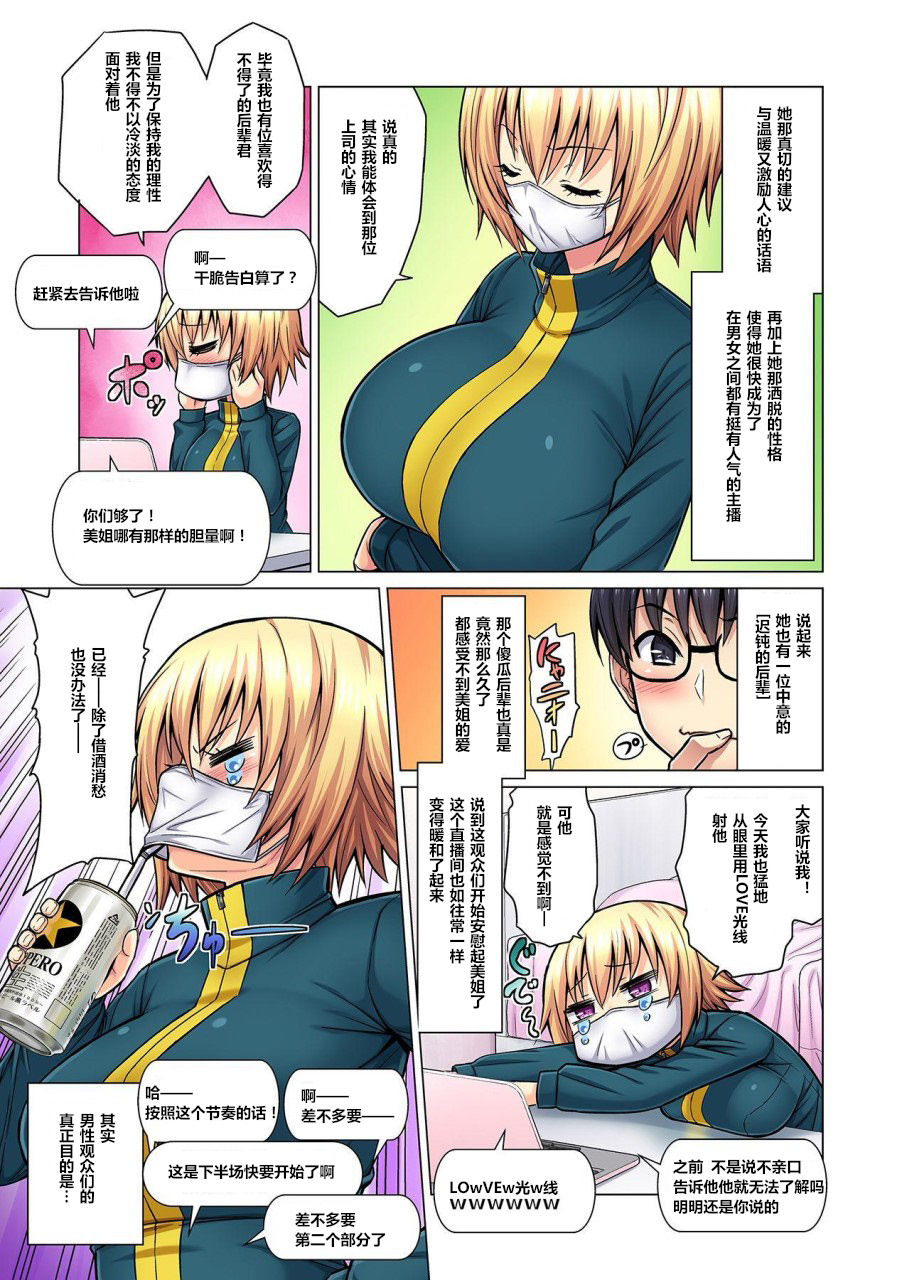 她那真切的建议
与温暖又激励人心的话语
再加上她那洒脱的性格
使得她很快成为了
在男女之间都有挺有人气的主播
说真的
其实我能体会到那位
上司的心情
毕竟我也有位喜欢得
不得了的后辈君
但是为了保持我的理性
我不得不以冷淡的态度
面对着他
啊—
干脆告白算了？
赶紧去告诉他啦
ポッ
你们够了！
美姐哪有那样的胆量啊！
说起来
她也有一位中意的
[迟钝的后辈]
プ
ニヤニヤ
那个傻瓜后辈也真是
竟然那么久了
都感受不到美姐的爱
说到这观众们开始安慰起美姐了
这个直播间也如往常一样
变得暖和了起来
大家听说我！
今天我也猛地
从眼里用LOVE光线
射他
可他
就是感觉不到啊—
ぐでー
LOwVEw光w线
WWWWWW
之前 不是说不亲口
告诉他他就无法了解吗
明明还是你说的
已经——除了借酒消愁
也没办法了—
ちゅーー
PERO
哈——
按照这个节奏的话！
啊——
差不多要——
这是下半场快要开始了啊
差不多要
第二个部分了
其实
男性观众们的
真正目的是…